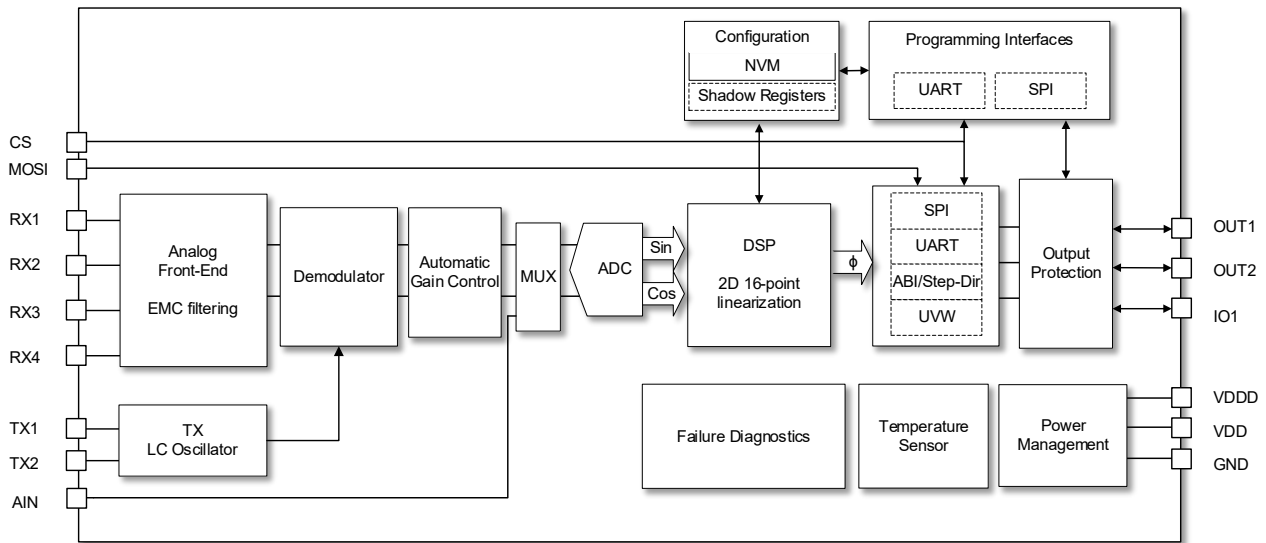 Configuration
NVM
Shadow Registers
Programming Interfaces
UART
SPI
CS
MOSI
RX1
RX2
RX3
RX4
TX1
TX2
AIN
Analog
Front-End
EMC filtering
Demodulator
Automatic
Gain Control
MUX
ADC
Sin
Cos
DSP
2D 16-point
linearization
ϕ
SPI
UART
ABI/Step-Dir
UVW
Output
Protection
OUT1
OUT2
IO1
TX
LC Oscillator
Failure Diagnostics
Temperature
Sensor
Power
Management
VDDD
VDD
GND